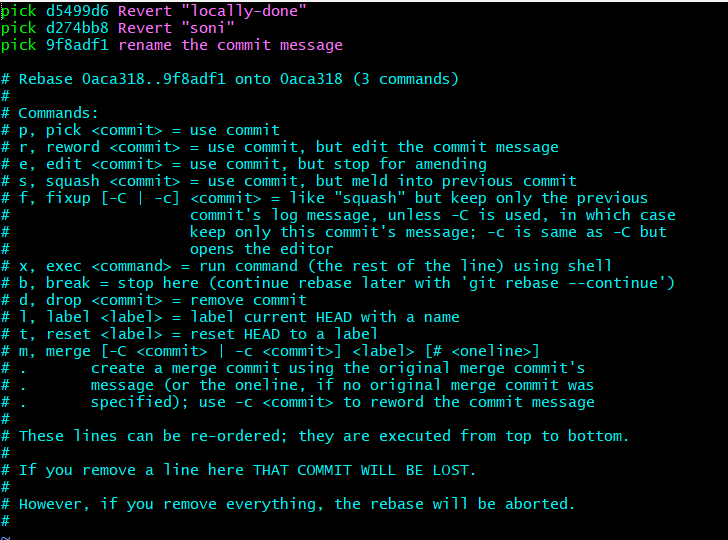 pick d5499d6 Revert "locally-done"
pick d274bb8 Revert "soni"
pick 9f8adf1 rename the commit message

# Rebase 0aca318..9f8adf1 onto 0aca318 (3 commands)
#
# Commands:
# p, pick <commit> = use commit
# r, reword <commit> = use commit, but edit the commit message
# e, edit <commit> = use commit, but stop for amending
# s, squash <commit> = use commit, but meld into previous commit
# f, fixup [-C | -c] <commit> = like "squash" but keep only the previous
#                    commit's log message, unless -C is used, in which case
#                    keep only this commit's message; -c is same as -C but
#                    opens the editor
# x, exec <command> = run command (the rest of the line) using shell
# b, break = stop here (continue rebase later with 'git rebase --continue')
# d, drop <commit> = remove commit
# l, label <label> = label current HEAD with a name
# t, reset <label> = reset HEAD to a label
# m, merge [-C <commit> | -c <commit>] <label> [# <oneline>]
# .       create a merge commit using the original merge commit's
# .       message (or the oneline, if no original merge commit was
# .       specified); use -c <commit> to reword the commit message
#
# These lines can be re-ordered; they are executed from top to bottom.
#
# If you remove a line here THAT COMMIT WILL BE LOST.
#
# However, if you remove everything, the rebase will be aborted.
#
~